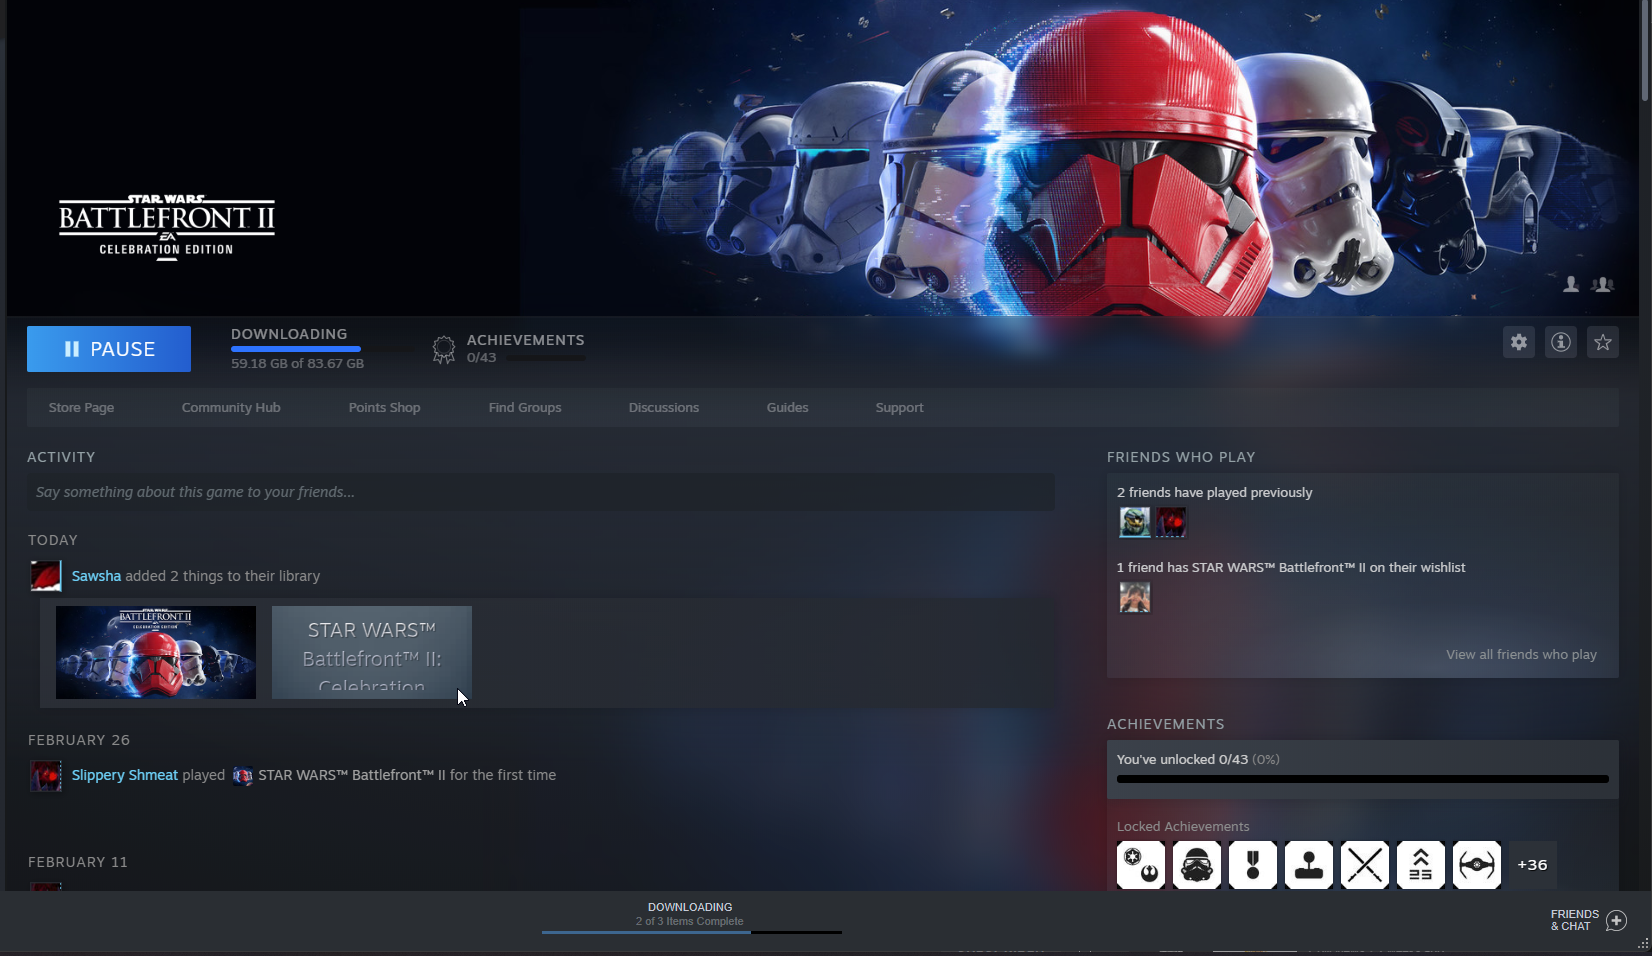 STAR WARS
BATTLEFRONT II
EA
CELEBRATION EDITION
PAUSE
DOWNLOADING
59.18 GB of 83.67 GB
ACHIEVEMENTS
0/43
Store Page Community Hub Points Shop Find Groups Discussions Guides Support
ACTIVITY
Say something about this game to your friends...
TODAY
Sawsha added 2 things to their library
STAR WARS
BATTLEFRONT II
CELEBRATION EDITION
STAR WARS™
Battlefront™ II:
Celebration
FEBRUARY 26
Slippery Shmeat played STAR WARS™ Battlefront™ II for the first time
FEBRUARY 11
FRIENDS WHO PLAY
2 friends have played previously
1 friend has STAR WARS™ Battlefront™ II on their wishlist
View all friends who play
ACHIEVEMENTS
You've unlocked 0/43 (0%)
Locked Achievements
25
+36
DOWNLOADING
2 of 3 Items Complete
FRIENDS
& CHAT